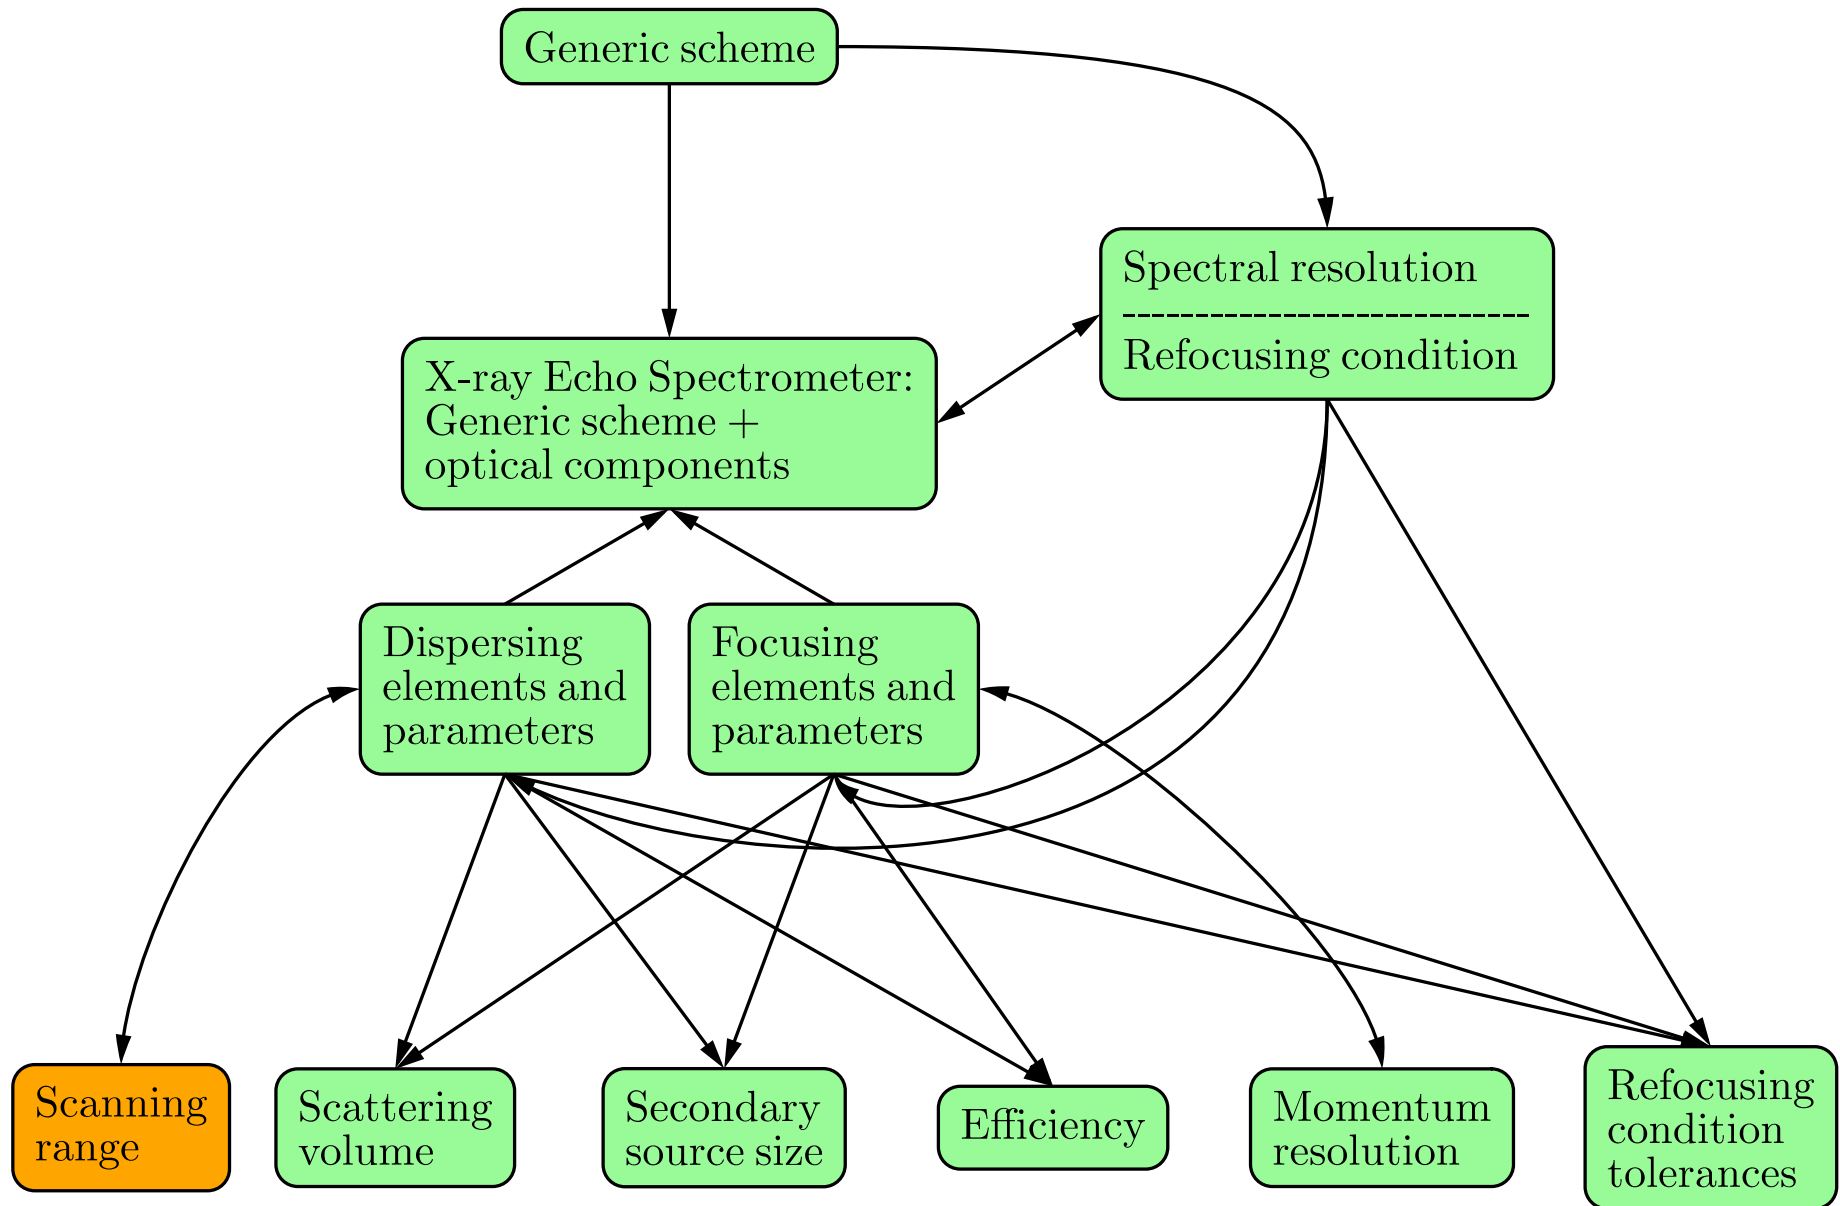 Generic scheme
Spectral resolution
----------------------------
Refocusing condition
X-ray Echo Spectrometer:
Generic scheme +
optical components
Dispersing
elements and
parameters
Focusing
elements and
parameters
Scanning
range
Scattering
volume
Secondary
source size
Efficiency
Momentum
resolution
Refocusing
condition
tolerances